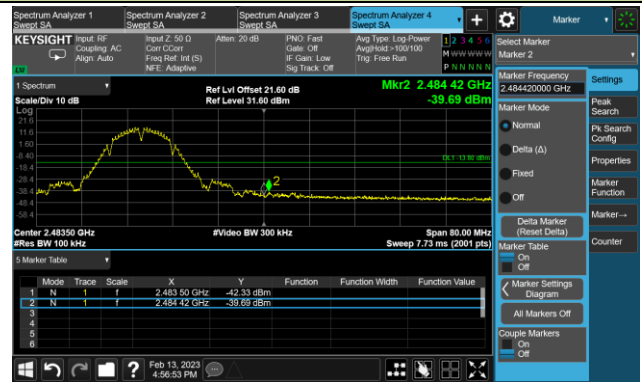 Spectrum Analyzer 1
Swept SA
Spectrum Analyzer 2
Swept SA
Spectrum Analyzer 3
Swept SA
Spectrum Analyzer 4
Swept SA
Marker
KEYSIGHT
Input: RF
Coupling: AC
Align: Auto
Input Z: 50 Ω
Corr CCorr
Freq Ref: Int (S)
NFE: Adaptive
Atten: 20 dB
PNO: Fast
Gate: Off
IF Gain: Low
Sig Track: Off
Avg Type: Log-Power
Avg|Hold:>100/100
Trig: Free Run
1 2 3 4 5 6
M W W W W W
P N N N N N
Select Marker
Marker 2
1 Spectrum
Scale/Div 10 dB
Log
Ref Lvl Offset 21.60 dB
Ref Level 31.60 dBm
Mkr2 2.484 42 GHz
-39.69 dBm
21.6
11.6
1.60
-8.40
-18.4
-28.4
-38.4
-48.4
-58.4
DL1 -13.60 dBm
2
Center 2.48350 GHz
#Res BW 100 kHz
#Video BW 300 kHz
Span 80.00 MHz
Sweep 7.73 ms (2001 pts)
5 Marker Table
Mode Trace Scale X Y Function Function Width Function Value
1 N 1 f 2.483 50 GHz -42.33 dBm
2 N 1 f 2.484 42 GHz -39.69 dBm
3
4
5
6
Marker Frequency
2.484420000 GHz
Marker Mode
Normal
Delta (Δ)
Fixed
Off
Delta Marker
(Reset Delta)
Marker Table
On
Off
Marker Settings
Diagram
All Markers Off
Couple Markers
On
Off
Settings
Peak
Search
Pk Search
Config
Properties
Marker
Function
Marker→
Counter
Feb 13, 2023
4:56:53 PM